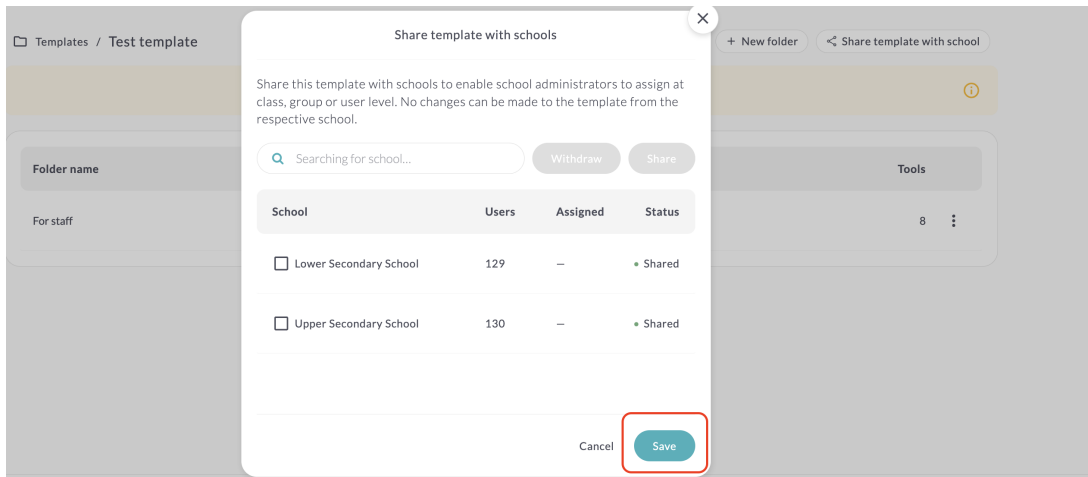 Templates / Test template
+ New folder
Share template with school
Share template with schools
Share this template with schools to enable school administrators to assign at
class, group or user level. No changes can be made to the template from the
respective school.
Searching for school...
Withdraw
Share
Folder name
Tools
For staff
8
School Users Assigned Status
Lower Secondary School 129 – Shared
Upper Secondary School 130 – Shared
Cancel
Save